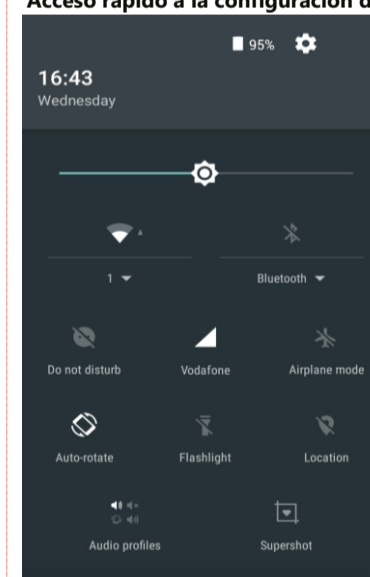 Acceso rápido a la configuración d
95%
16:43
Wednesday
1
Bluetooth
Do not disturb Vodafone Airplane mode
Auto-rotate Flashlight Location
Audio profiles Supershot